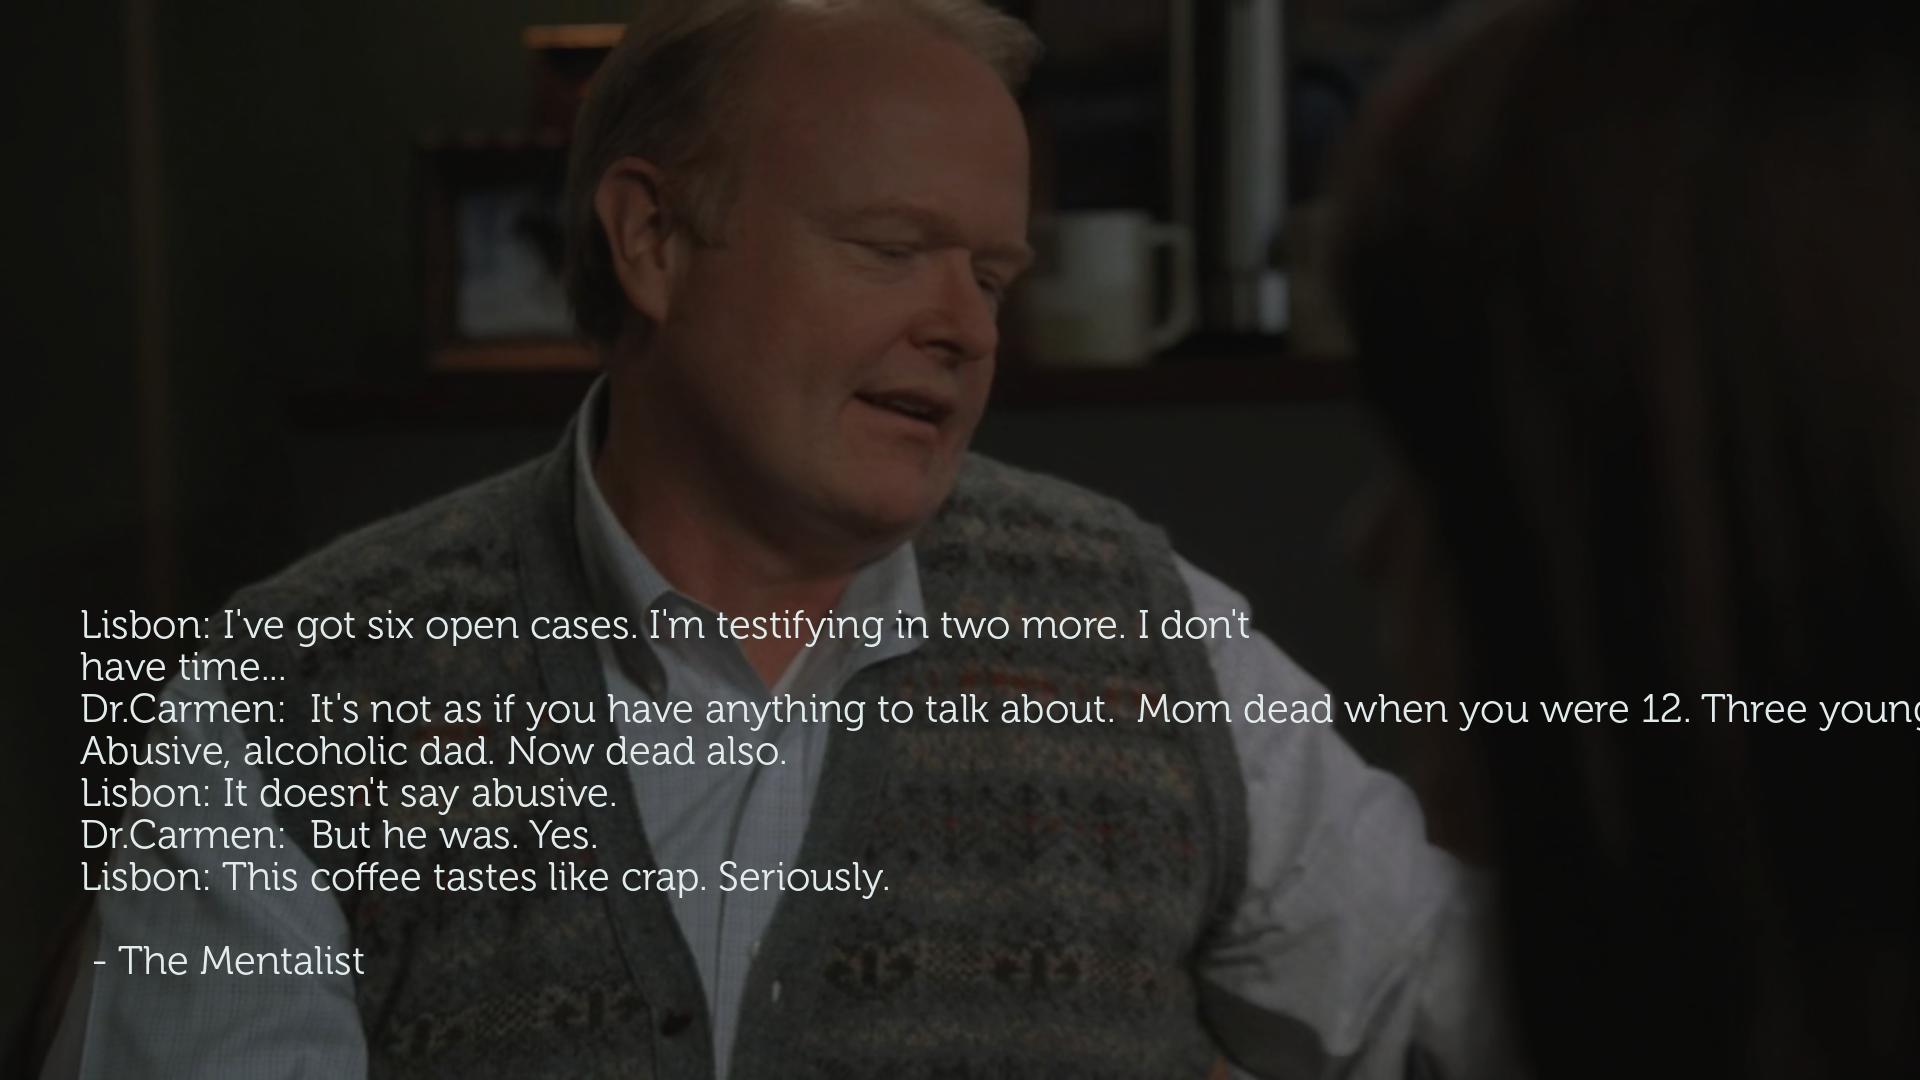 Lisbon: I've got six open cases. I'm testifying in two more. I don't
have time...
Dr.Carmen:  It's not as if you have anything to talk about.  Mom dead when you were 12. Three young
Abusive, alcoholic dad. Now dead also.
Lisbon: It doesn't say abusive.
Dr.Carmen:  But he was. Yes.
Lisbon: This coffee tastes like crap. Seriously.
- The Mentalist